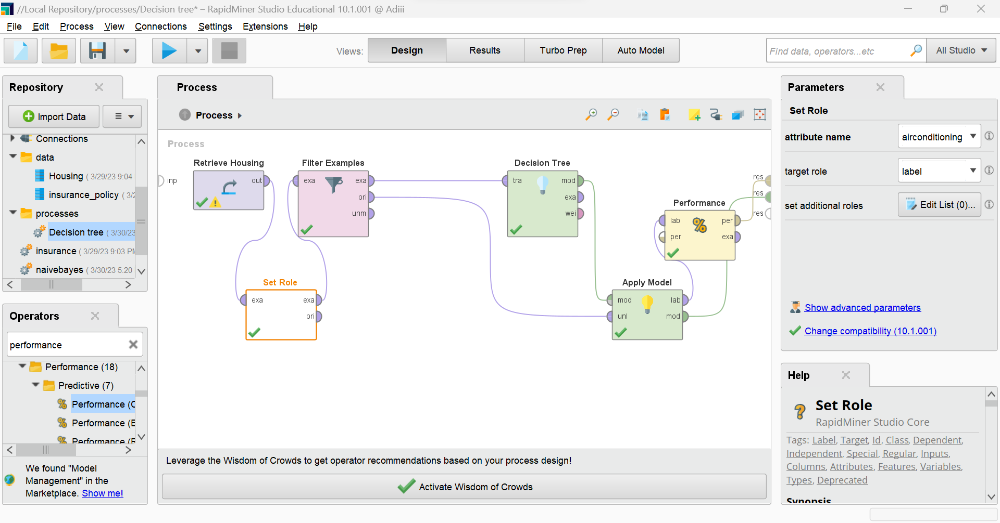 //Local Repository/processes/Decision tree* – RapidMiner Studio Educational 10.1.001 @ Adiii
File Edit Process View Connections Settings Extensions Help
Views: Design Results Turbo Prep Auto Model
Find data, operators...etc
All Studio
Repository
Import Data
Connections
data
Housing ( 3/29/23 9:04
insurance_policy ( 3/2
processes
Decision tree ( 3/30/23
insurance ( 3/29/23 9:03 PM
naivebayes ( 3/30/23 5:20
Operators
performance
Performance (18)
Predictive (7)
Performance (C
Performance (E
Performance (F
We found "Model
Management" in the
Marketplace. Show me!
Process
Process
Process
inp
Retrieve Housing
out
Filter Examples
exa exa
ori
unm
Decision Tree
tra mod
exa
wei
Performance
lab per
per exa
res
res
res
Set Role
exa exa
ori
Apply Model
mod lab
unl mod
Leverage the Wisdom of Crowds to get operator recommendations based on your process design!
Activate Wisdom of Crowds
Parameters
Set Role
attribute name airconditioning
target role label
set additional roles Edit List (0)...
Show advanced parameters
Change compatibility (10.1.001)
Help
Set Role
RapidMiner Studio Core
Tags: Label, Target, Id, Class, Dependent,
Independent, Special, Regular, Inputs,
Columns, Attributes, Features, Variables,
Types, Deprecated
Synopsis